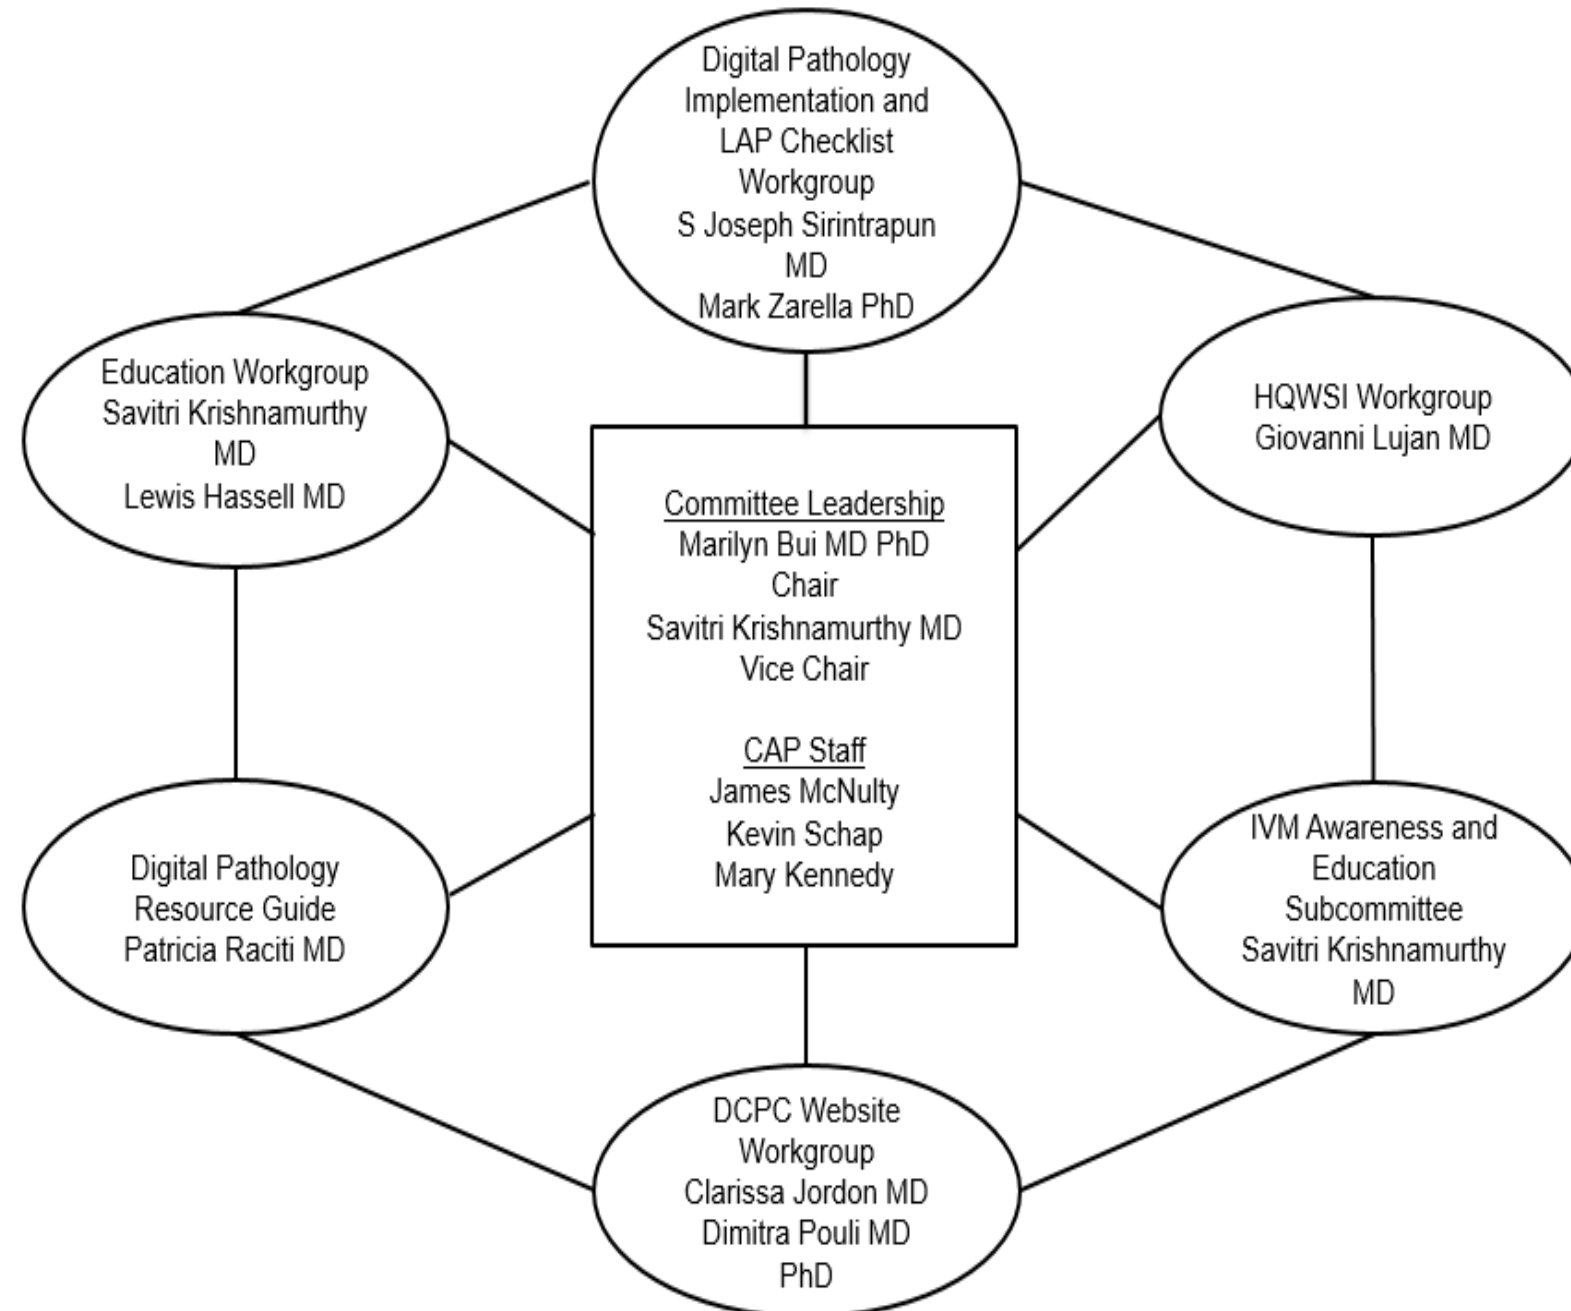 Digital Pathology
Implementation and
LAP Checklist
Workgroup
S Joseph Sirintrapun
MD
Mark Zarella PhD
Education Workgroup
Savitri Krishnamurthy
MD
Lewis Hassell MD
HQWSI Workgroup
Giovanni Lujan MD
Committee Leadership
Marilyn Bui MD PhD
Chair
Savitri Krishnamurthy MD
Vice Chair
CAP Staff
James McNulty
Kevin Schap
Mary Kennedy
Digital Pathology
Resource Guide
Patricia Raciti MD
IVM Awareness and
Education
Subcommittee
Savitri Krishnamurthy
MD
DCPC Website
Workgroup
Clarissa Jordon MD
Dimitra Pouli MD
PhD